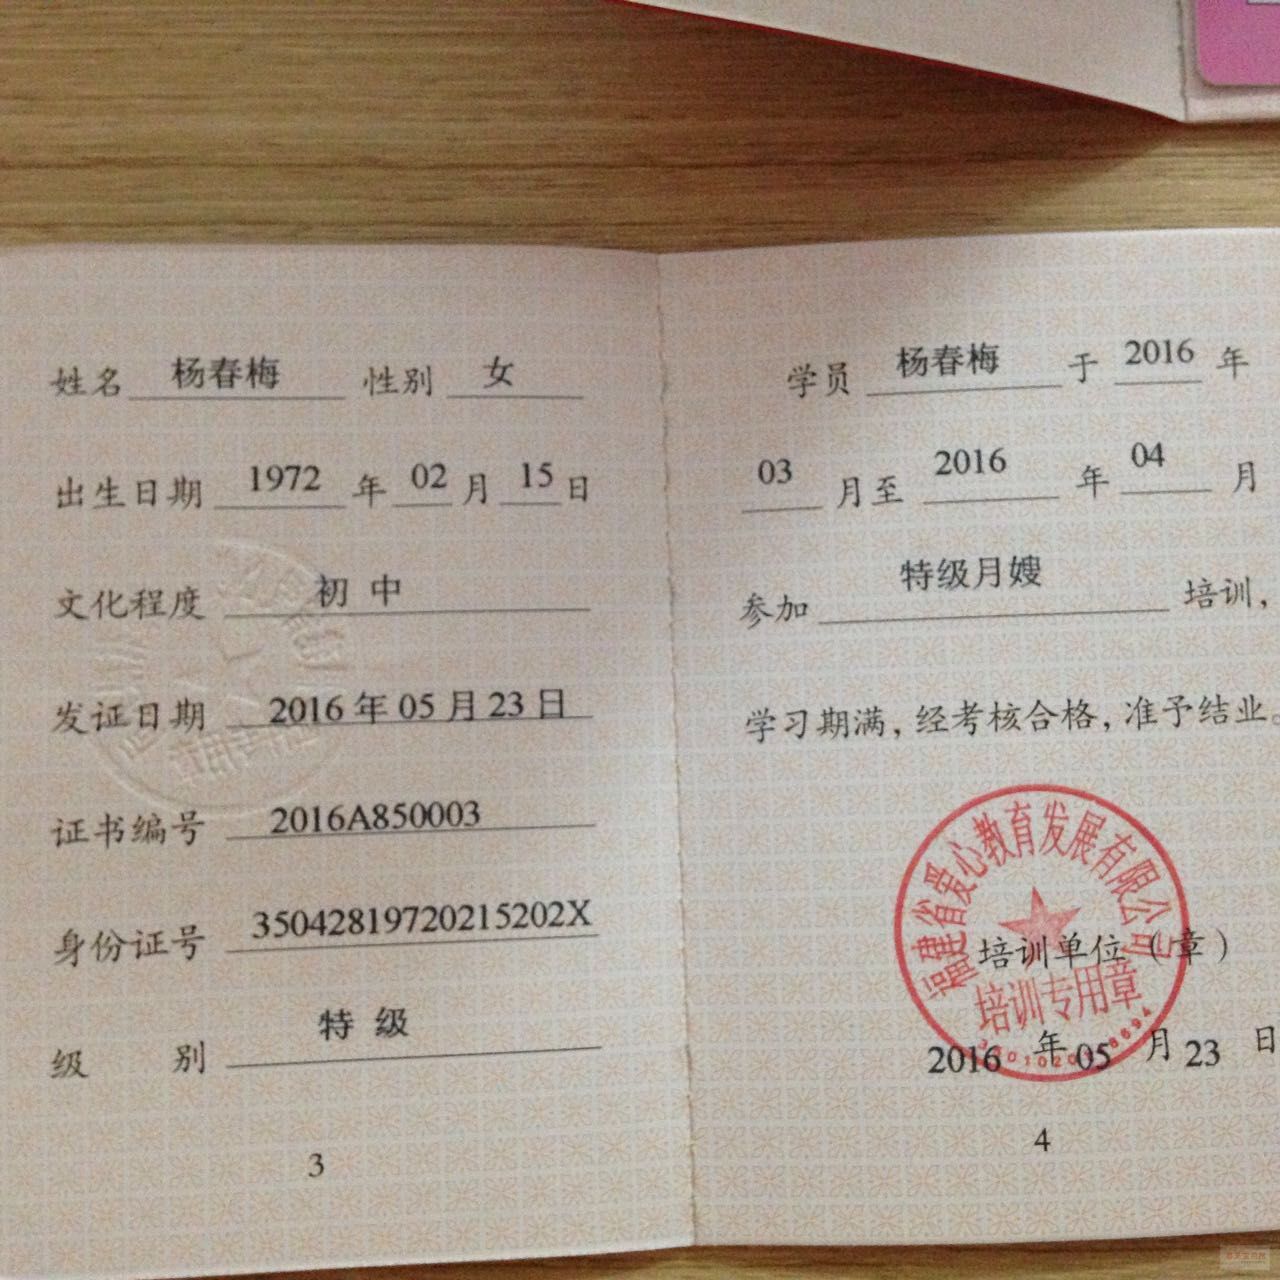 姓名 杨春梅 性别 女
出生日期 1972 年 02 月 15 日
文化程度 初中
发证日期 2016年05月23日
证书编号 2016A850003
身份证号 35042819720215202X
级别 特级
3
学员 杨春梅 于 2016 年
03 月至 2016 年 04 月
参加 特级月嫂 培训，
学习期满，经考核合格，准予结业。
福建省爱心教育发展有限公司
培训单位（章）
培训专用章
2016 年 05 月 23 日
4